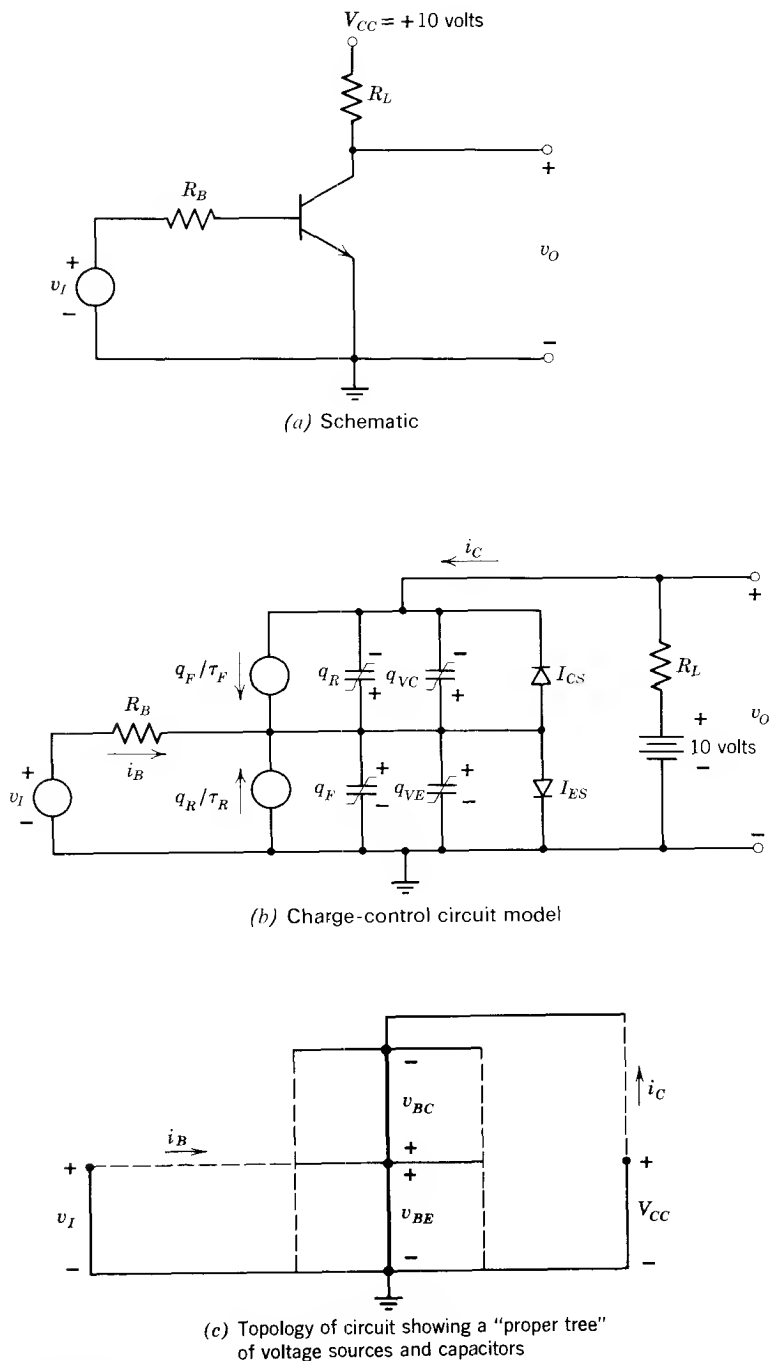 V_CC = +10 volts
R_L
R_B
+
v_I
−
+
v_O
−
(a) Schematic
i_C
+
q_F/τ_F
q_R
−
+
q_VC
−
+
I_CS
R_L
R_B
i_B
+
10 volts
−
v_O
+
v_I
−
q_R/τ_R
q_F
+
−
q_VE
+
−
I_ES
−
(b) Charge-control circuit model
−
v_BC
+
i_C
i_B
+
v_I
−
+
v_BE
−
+
V_CC
−
(c) Topology of circuit showing a "proper tree"
of voltage sources and capacitors